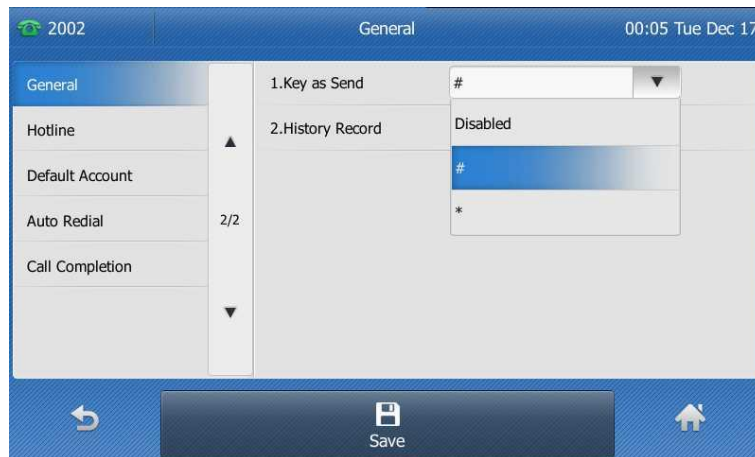 2002 General 00:05 Tue Dec 17
General
Hotline
Default Account
Auto Redial
Call Completion
2/2
1.Key as Send #
2.History Record
Disabled
#
*
Save